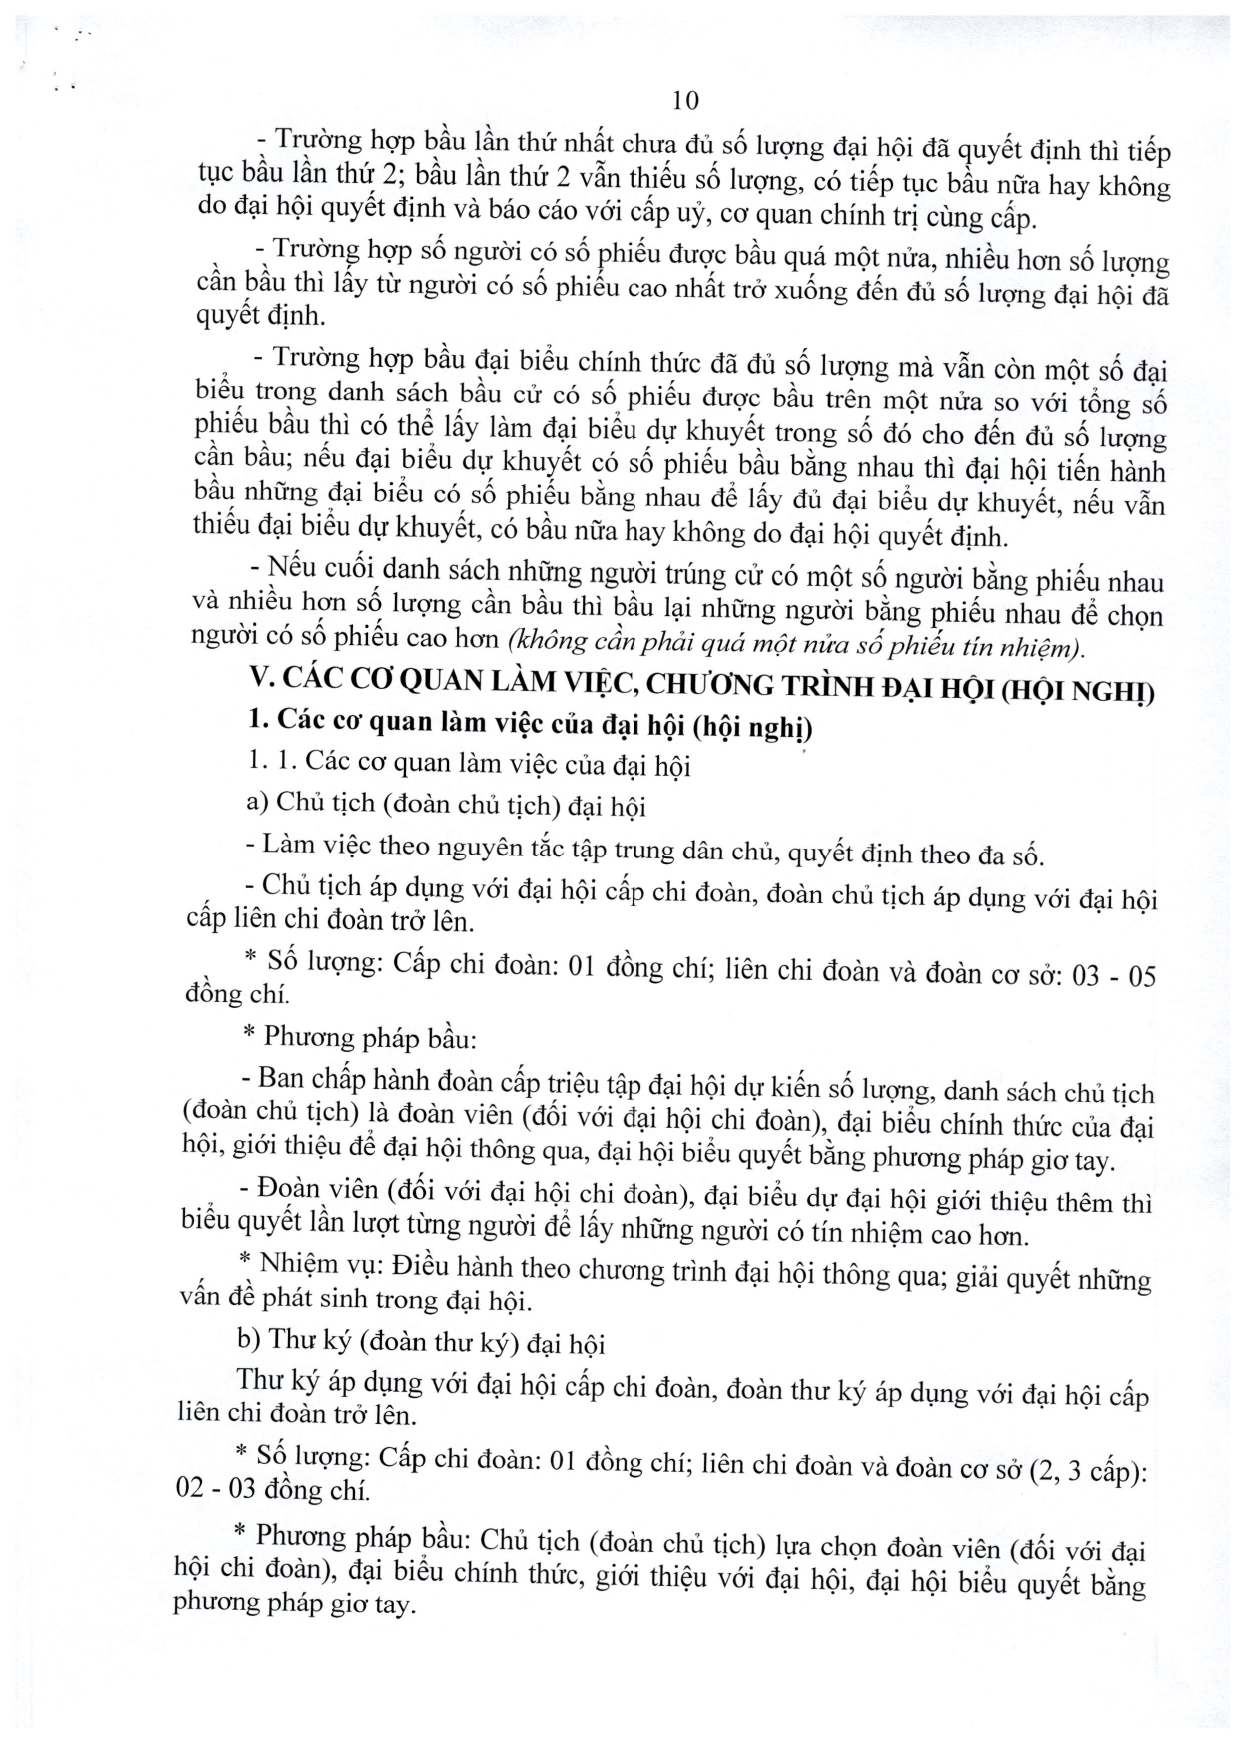 10
- Trường hợp bầu lần thứ nhất chưa đủ số lượng đại hội đã quyết định thì tiếp
tục bầu lần thứ 2; bầu lần thứ 2 vẫn thiếu số lượng, có tiếp tục bầu nữa hay không
do đại hội quyết định và báo cáo với cấp uỷ, cơ quan chính trị cùng cấp.
- Trường hợp số người có số phiếu được bầu quá một nửa, nhiều hơn số lượng
cần bầu thì lấy từ người có số phiếu cao nhất trở xuống đến đủ số lượng đại hội đã
quyết định.
- Trường hợp bầu đại biểu chính thức đã đủ số lượng mà vẫn còn một số đại
biểu trong danh sách bầu cử có số phiếu được bầu trên một nửa so với tổng số
phiếu bầu thì có thể lấy làm đại biểu dự khuyết trong số đó cho đến đủ số lượng
cần bầu; nếu đại biểu dự khuyết có số phiếu bầu bằng nhau thì đại hội tiến hành
bầu những đại biểu có số phiếu bằng nhau để lấy đủ đại biểu dự khuyết, nếu vẫn
thiếu đại biểu dự khuyết, có bầu nữa hay không do đại hội quyết định.
- Nếu cuối danh sách những người trúng cử có một số người bằng phiếu nhau
và nhiều hơn số lượng cần bầu thì bầu lại những người bằng phiếu nhau để chọn
người có số phiếu cao hơn (không cần phải quá một nửa số phiếu tín nhiệm).
V. CÁC CƠ QUAN LÀM VIỆC, CHƯƠNG TRÌNH ĐẠI HỘI (HỘI NGHỊ)
1. Các cơ quan làm việc của đại hội (hội nghị)
1. 1. Các cơ quan làm việc của đại hội
a) Chủ tịch (đoàn chủ tịch) đại hội
- Làm việc theo nguyên tắc tập trung dân chủ, quyết định theo đa số.
- Chủ tịch áp dụng với đại hội cấp chi đoàn, đoàn chủ tịch áp dụng với đại hội
cấp liên chi đoàn trở lên.
* Số lượng: Cấp chi đoàn: 01 đồng chí; liên chi đoàn và đoàn cơ sở: 03 - 05
đồng chí.
* Phương pháp bầu:
- Ban chấp hành đoàn cấp triệu tập đại hội dự kiến số lượng, danh sách chủ tịch
(đoàn chủ tịch) là đoàn viên (đối với đại hội chi đoàn), đại biểu chính thức của đại
hội, giới thiệu để đại hội thông qua, đại hội biểu quyết bằng phương pháp giơ tay.
- Đoàn viên (đối với đại hội chi đoàn), đại biểu dự đại hội giới thiệu thêm thì
biểu quyết lần lượt từng người để lấy những người có tín nhiệm cao hơn.
* Nhiệm vụ: Điều hành theo chương trình đại hội thông qua; giải quyết những
vấn đề phát sinh trong đại hội.
b) Thư ký (đoàn thư ký) đại hội
Thư ký áp dụng với đại hội cấp chi đoàn, đoàn thư ký áp dụng với đại hội cấp
liên chi đoàn trở lên.
* Số lượng: Cấp chi đoàn: 01 đồng chí; liên chi đoàn và đoàn cơ sở (2, 3 cấp):
02 - 03 đồng chí.
* Phương pháp bầu: Chủ tịch (đoàn chủ tịch) lựa chọn đoàn viên (đối với đại
hội chi đoàn), đại biểu chính thức, giới thiệu với đại hội, đại hội biểu quyết bằng
phương pháp giơ tay.